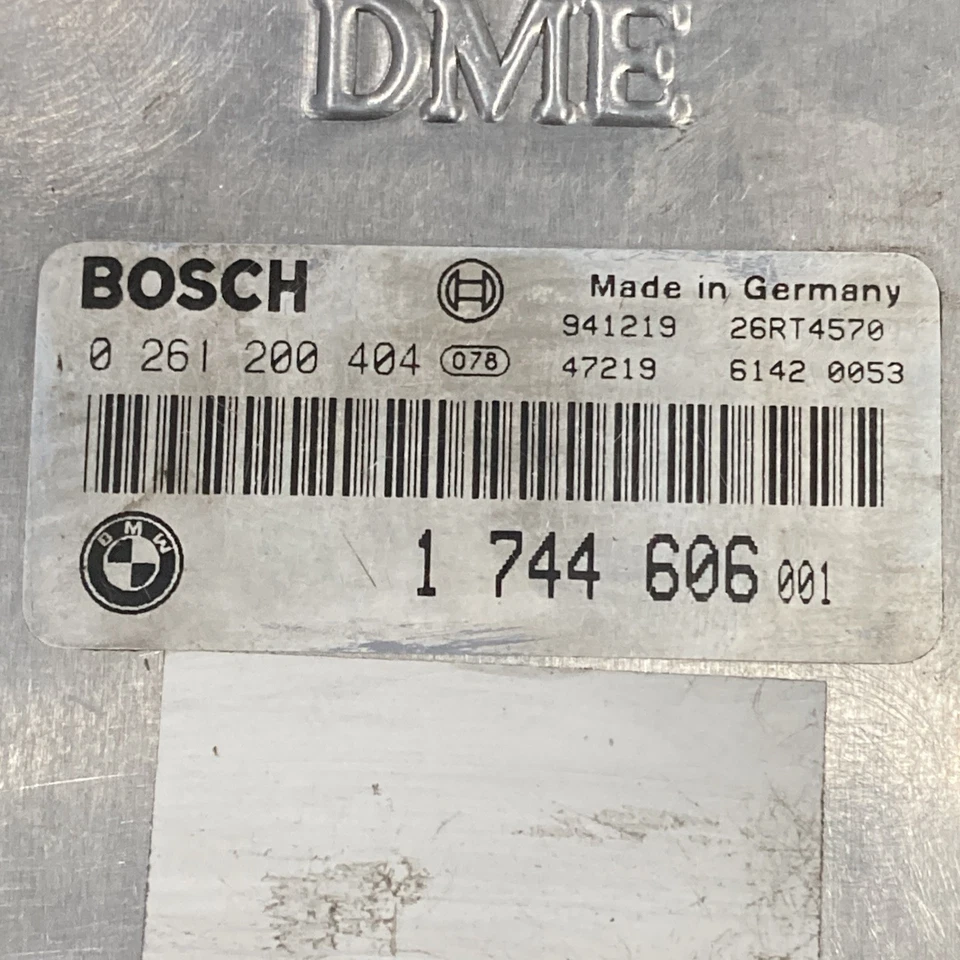 DME
BOSCH
Made in Germany
941219 26RT4570
0 261 200 404 078
47219 6142 0053
BMW
1 744 606 001